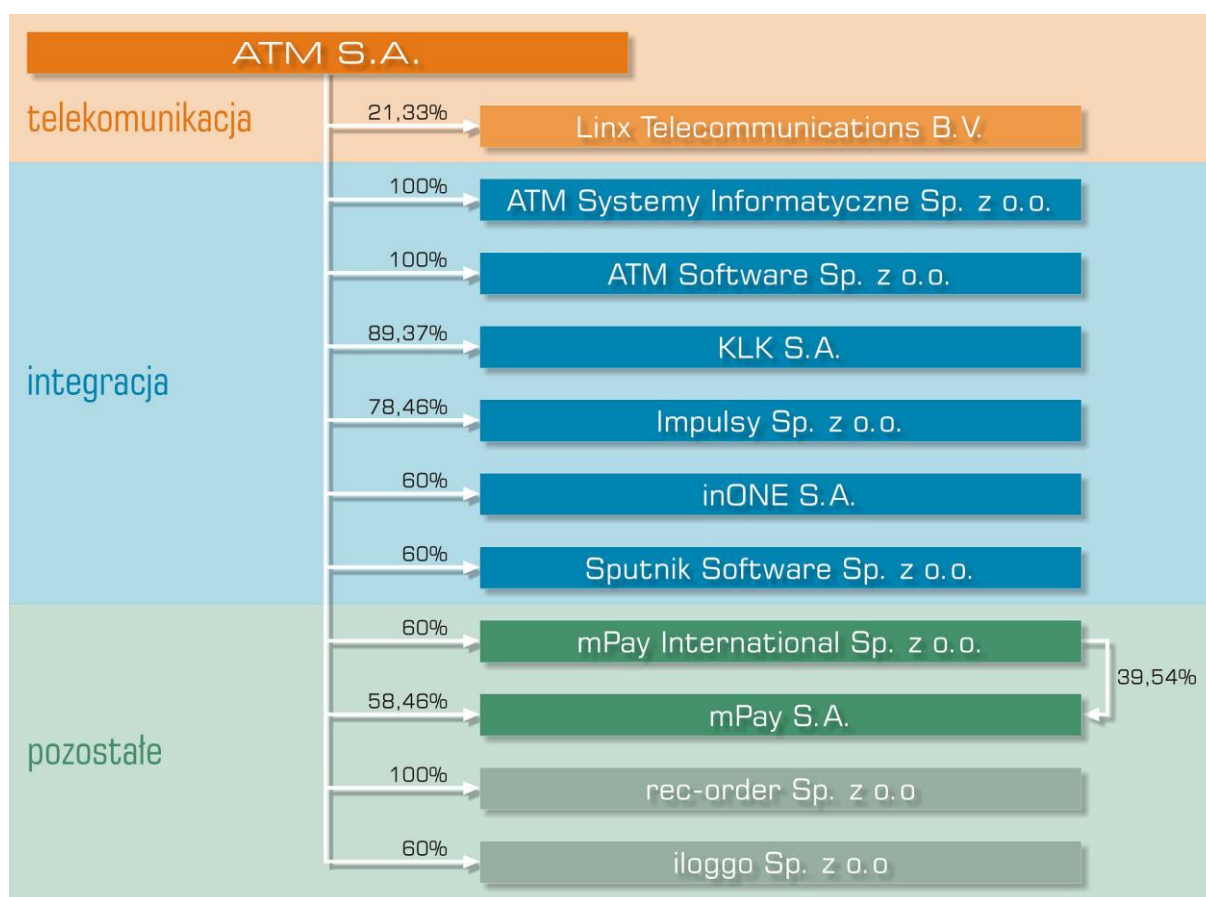 ATM S.A.
telekomunikacja
21,33%
Linx Telecommunications B.V.
integracja
100%
ATM Systemy Informatyczne Sp. z o.o.
100%
ATM Software Sp. z o.o.
89,37%
KLK S.A.
78,46%
Impulsy Sp. z o.o.
60%
inONE S.A.
60%
Sputnik Software Sp. z o.o.
pozostałe
60%
mPay International Sp. z o.o.
39,54%
58,46%
mPay S.A.
100%
rec-order Sp. z o.o
60%
iloggo Sp. z o.o